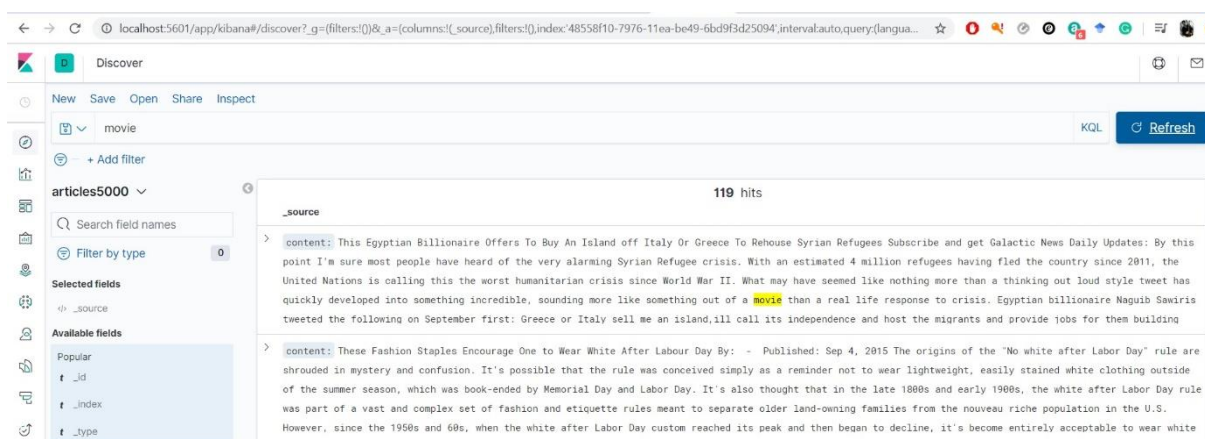 localhost:5601/app/kibana#/discover?_g=(filters:!())&_a=(columns:!(_source),filters:!(),index:'48558f10-7976-11ea-be49-6bd9f3d25094',interval:auto,query:(langua...
D Discover
New Save Open Share Inspect
movie KQL Refresh
+ Add filter
articles5000
119 hits
Search field names
_source
Filter by type 0
Selected fields
</> _source
Available fields
Popular
t _id
t _index
t _type
content: This Egyptian Billionaire Offers To Buy An Island off Italy Or Greece To Rehouse Syrian Refugees Subscribe and get Galactic News Daily Updates: By this
point I'm sure most people have heard of the very alarming Syrian Refugee crisis. With an estimated 4 million refugees having fled the country since 2011, the
United Nations is calling this the worst humanitarian crisis since World War II. What may have seemed like nothing more than a thinking out loud style tweet has
quickly developed into something incredible, sounding more like something out of a movie than a real life response to crisis. Egyptian billionaire Naguib Sawiris
tweeted the following on September first: Greece or Italy sell me an island,ill call its independence and host the migrants and provide jobs for them building
content: These Fashion Staples Encourage One to Wear White After Labour Day By: - Published: Sep 4, 2015 The origins of the "No white after Labor Day" rule are
shrouded in mystery and confusion. It's possible that the rule was conceived simply as a reminder not to wear lightweight, easily stained white clothing outside
of the summer season, which was book-ended by Memorial Day and Labor Day. It's also thought that in the late 1800s and early 1900s, the white after Labor Day rule
was part of a vast and complex set of fashion and etiquette rules meant to separate older land-owning families from the nouveau riche population in the U.S.
However, since the 1950s and 60s, when the white after Labor Day custom reached its peak and then began to decline, it's become entirely acceptable to wear white